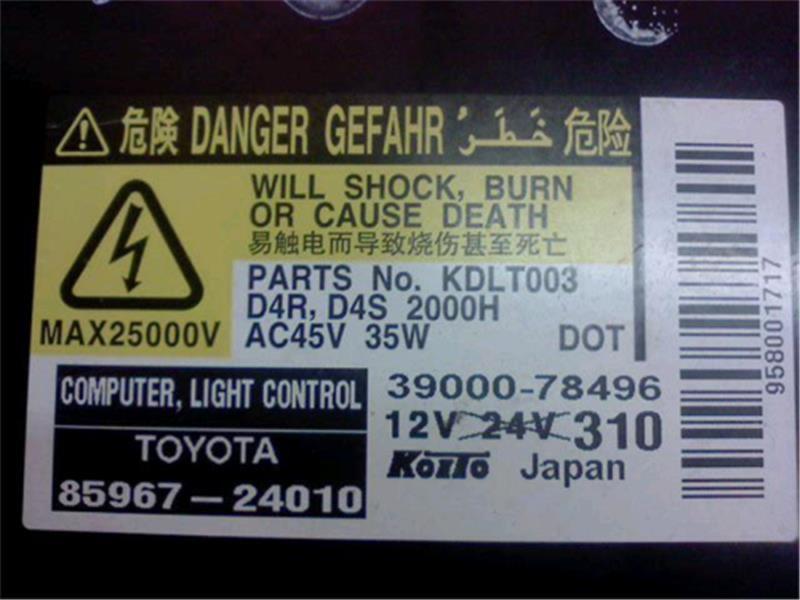 危険 DANGER GEFAHR خَطَر 危险
WILL SHOCK, BURN
OR CAUSE DEATH
易触电而导致烧伤甚至死亡
MAX25000V
PARTS No. KDLT003
D4R, D4S 2000H
AC45V 35W
DOT
COMPUTER, LIGHT CONTROL
TOYOTA
85967-24010
39000-78496
12V 24V 310
KOITO Japan
958001717